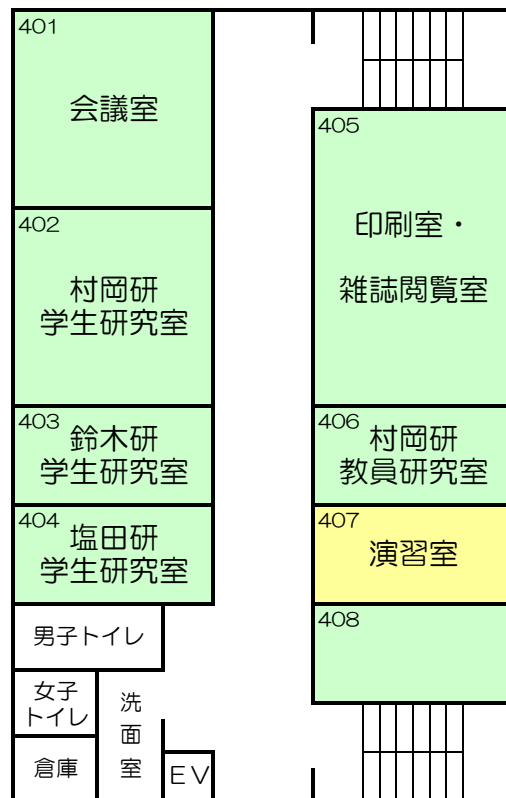 401
会議室
402
村岡研
学生研究室
403
鈴木研
学生研究室
404
塩田研
学生研究室
男子トイレ
女子
トイレ
洗
面
室
倉庫
ＥＶ
405
印刷室・
雑誌閲覧室
406
村岡研
教員研究室
407
演習室
408